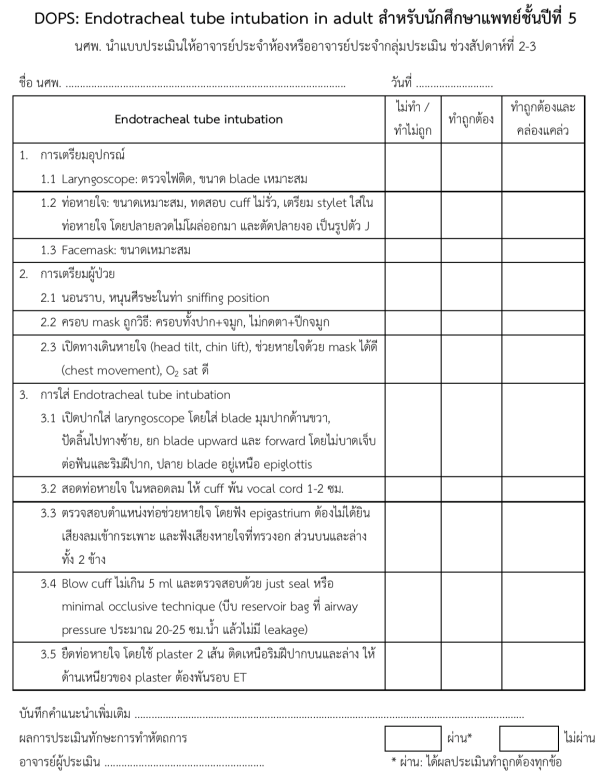 DOPS: Endotracheal tube intubation in adult สำหรับนักศึกษาแพทย์ชั้นปีที่ 5
นศพ. นำแบบประเมินให้อาจารย์ประจำห้องหรืออาจารย์ประจำกลุ่มประเมิน ช่วงสัปดาห์ที่ 2-3
ชื่อ นศพ. .................................................................................................. วันที่ ...........................
Endotracheal tube intubation
ไม่ทำ /
ทำไม่ถูก
ทำถูกต้อง
ทำถูกต้องและ
คล่องแคล่ว
1. การเตรียมอุปกรณ์
1.1 Laryngoscope: ตรวจไฟติด, ขนาด blade เหมาะสม
1.2 ท่อหายใจ: ขนาดเหมาะสม, ทดสอบ cuff ไม่รั่ว, เตรียม stylet ใส่ใน
ท่อหายใจ โดยปลายลวดไม่โผล่ออกมา และดัดปลายงอ เป็นรูปตัว J
1.3 Facemask: ขนาดเหมาะสม
2. การเตรียมผู้ป่วย
2.1 นอนราบ, หนุนศีรษะในท่า sniffing position
2.2 ครอบ mask ถูกวิธี: ครอบทั้งปาก+จมูก, ไม่กดตา+ปีกจมูก
2.3 เปิดทางเดินหายใจ (head tilt, chin lift), ช่วยหายใจด้วย mask ได้ดี
(chest movement), O₂ sat ดี
3. การใส่ Endotracheal tube intubation
3.1 เปิดปากใส่ laryngoscope โดยใส่ blade มุมปากด้านขวา,
ปัดลิ้นไปทางซ้าย, ยก blade upward และ forward โดยไม่บาดเจ็บ
ต่อฟันและริมฝีปาก, ปลาย blade อยู่เหนือ epiglottis
3.2 สอดท่อหายใจ ในหลอดลม ให้ cuff พ้น vocal cord 1-2 ซม.
3.3 ตรวจสอบตำแหน่งท่อช่วยหายใจ โดยฟัง epigastrium ต้องไม่ได้ยิน
เสียงลมเข้ากระเพาะ และฟังเสียงหายใจที่ทรวงอก ส่วนบนและล่าง
ทั้ง 2 ข้าง
3.4 Blow cuff ไม่เกิน 5 ml และตรวจสอบด้วย just seal หรือ
minimal occlusive technique (บีบ reservoir bag ที่ airway
pressure ประมาณ 20-25 ซม.น้ำ แล้วไม่มี leakage)
3.5 ยึดท่อหายใจ โดยใช้ plaster 2 เส้น ติดเหนือริมฝีปากบนและล่าง ให้
ด้านเหนียวของ plaster ต้องพันรอบ ET
บันทึกคำแนะนำเพิ่มเติม ........................................................................................................................................
ผลการประเมินทักษะการทำหัตถการ ผ่าน* ไม่ผ่าน
อาจารย์ผู้ประเมิน ........................................................ * ผ่าน: ได้ผลประเมินทำถูกต้องทุกข้อ